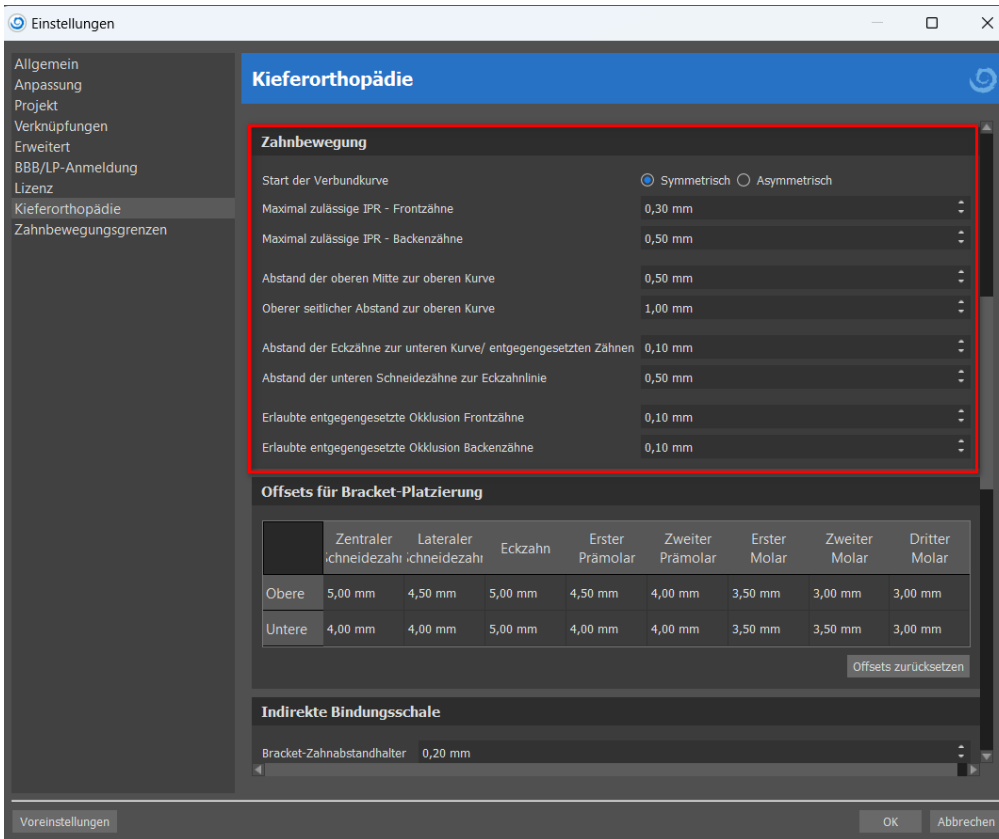 Einstellungen
Allgemein
Anpassung
Projekt
Verknüpfungen
Erweitert
BBB/LP-Anmeldung
Lizenz
Kieferorthopädie
Zahnbewegungsgrenzen
Kieferorthopädie
Zahnbewegung
Start der Verbundkurve Symmetrisch Asymmetrisch
Maximal zulässige IPR - Frontzähne 0,30 mm
Maximal zulässige IPR - Backenzähne 0,50 mm
Abstand der oberen Mitte zur oberen Kurve 0,50 mm
Oberer seitlicher Abstand zur oberen Kurve 1,00 mm
Abstand der Eckzähne zur unteren Kurve/ entgegengesetzten Zähnen 0,10 mm
Abstand der unteren Schneidezähne zur Eckzahnlinie 0,50 mm
Erlaubte entgegengesetzte Okklusion Frontzähne 0,10 mm
Erlaubte entgegengesetzte Okklusion Backenzähne 0,10 mm
Offsets für Bracket-Platzierung
Zentraler Lateraler Eckzahn Erster Zweiter Erster Zweiter Dritter
chneidezah chneidezah Prämolar Prämolar Molar Molar Molar
Obere 5,00 mm 4,50 mm 5,00 mm 4,50 mm 4,00 mm 3,50 mm 3,00 mm 3,00 mm
Untere 4,00 mm 4,00 mm 5,00 mm 4,00 mm 4,00 mm 3,50 mm 3,50 mm 3,00 mm
Offsets zurücksetzen
Indirekte Bindungsschale
Bracket-Zahnabstandhalter 0,20 mm
Voreinstellungen OK Abbrechen